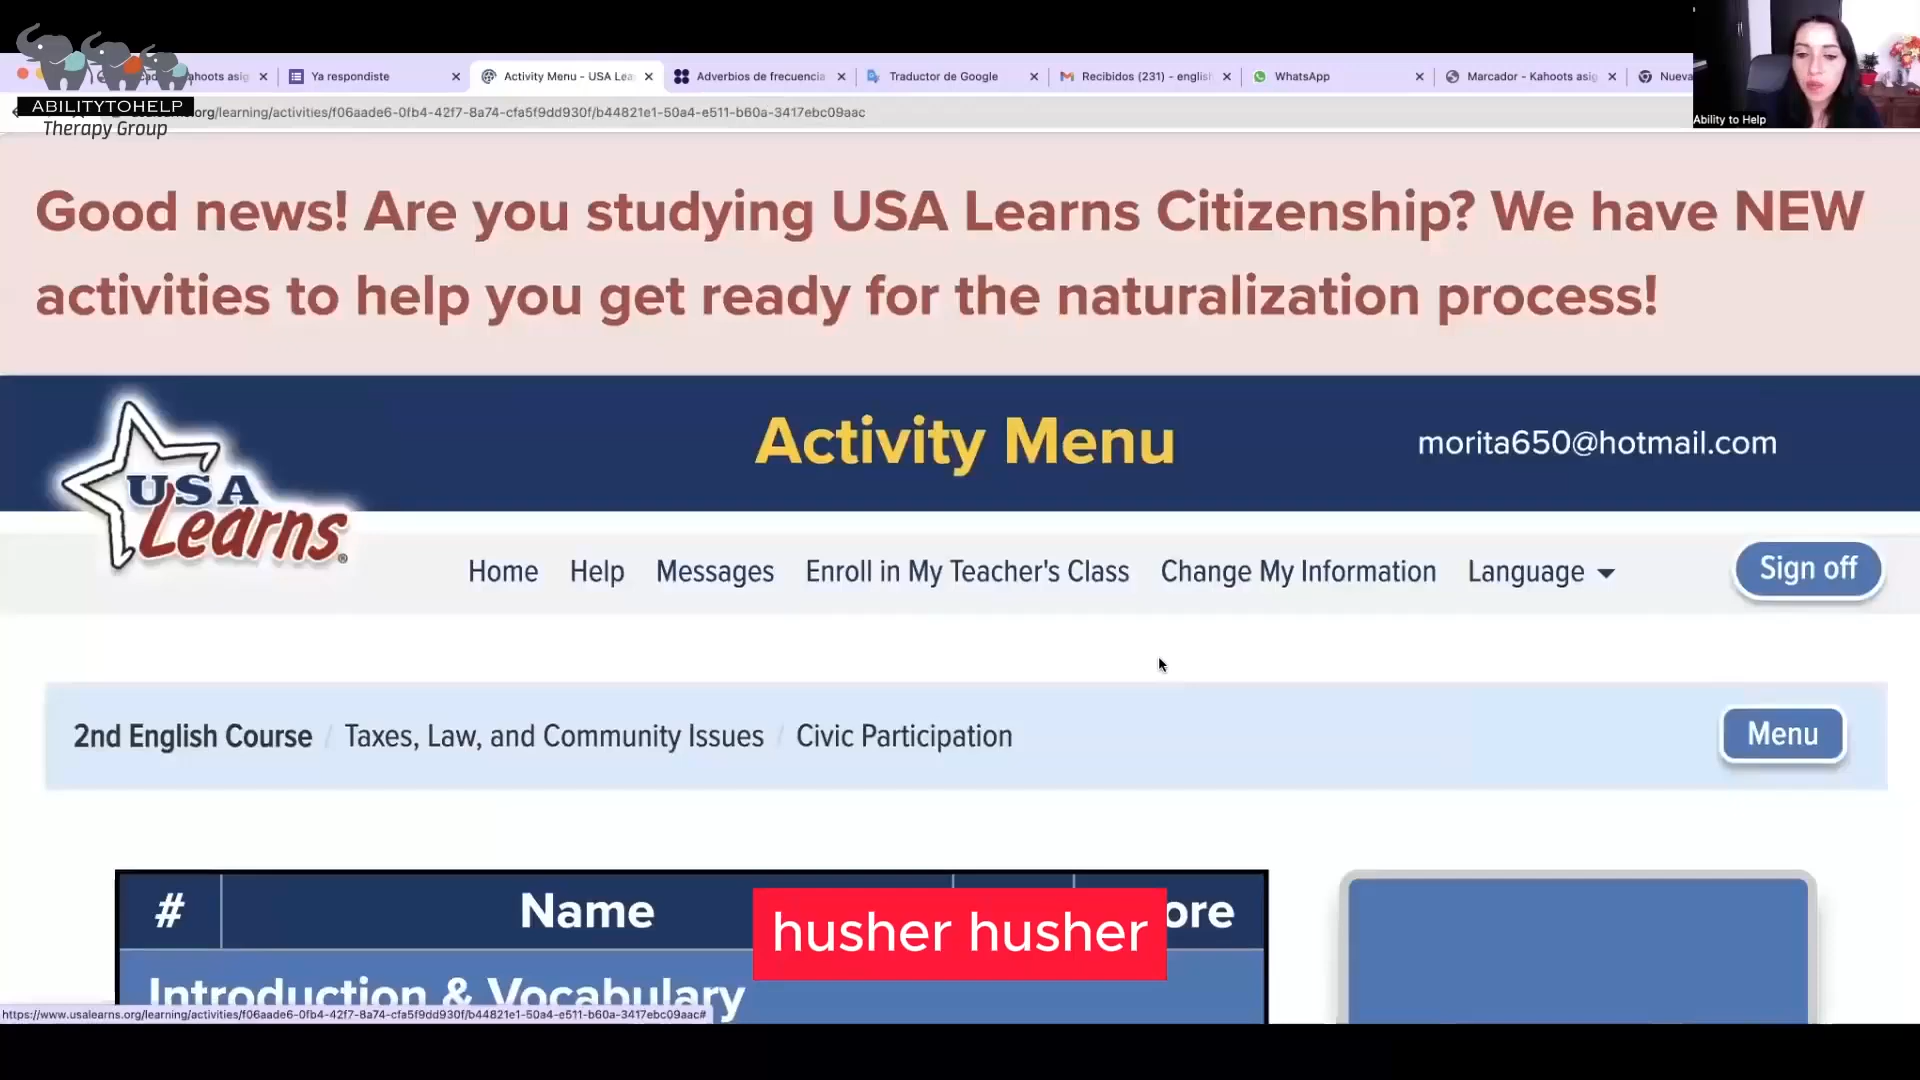 ahoots asig
Ya respondiste
Activity Menu - USA Lea
Adverbios de frecuencia
Traductor de Google
Recibidos (231) - english
WhatsApp
Marcador - Kahoots asig
Nueva
ABILITYTOHELP
Therapy Group
.org/learning/activities/f06aade6-0fb4-42f7-8a74-cfa5f9dd930f/b44821e1-50a4-e511-b60a-3417ebc09aac
Ability to Help
Good news! Are you studying USA Learns Citizenship? We have NEW
activities to help you get ready for the naturalization process!
USA
Learns®
Activity Menu
morita650@hotmail.com
Home Help Messages Enroll in My Teacher's Class Change My Information Language
Sign off
2nd English Course / Taxes, Law, and Community Issues / Civic Participation
Menu
# Name ore
husher husher
Introduction & Vocabulary
https://www.usalearns.org/learning/activities/f06aade6-0fb4-42f7-8a74-cfa5f9dd930f/b44821e1-50a4-e511-b60a-3417ebc09aac#